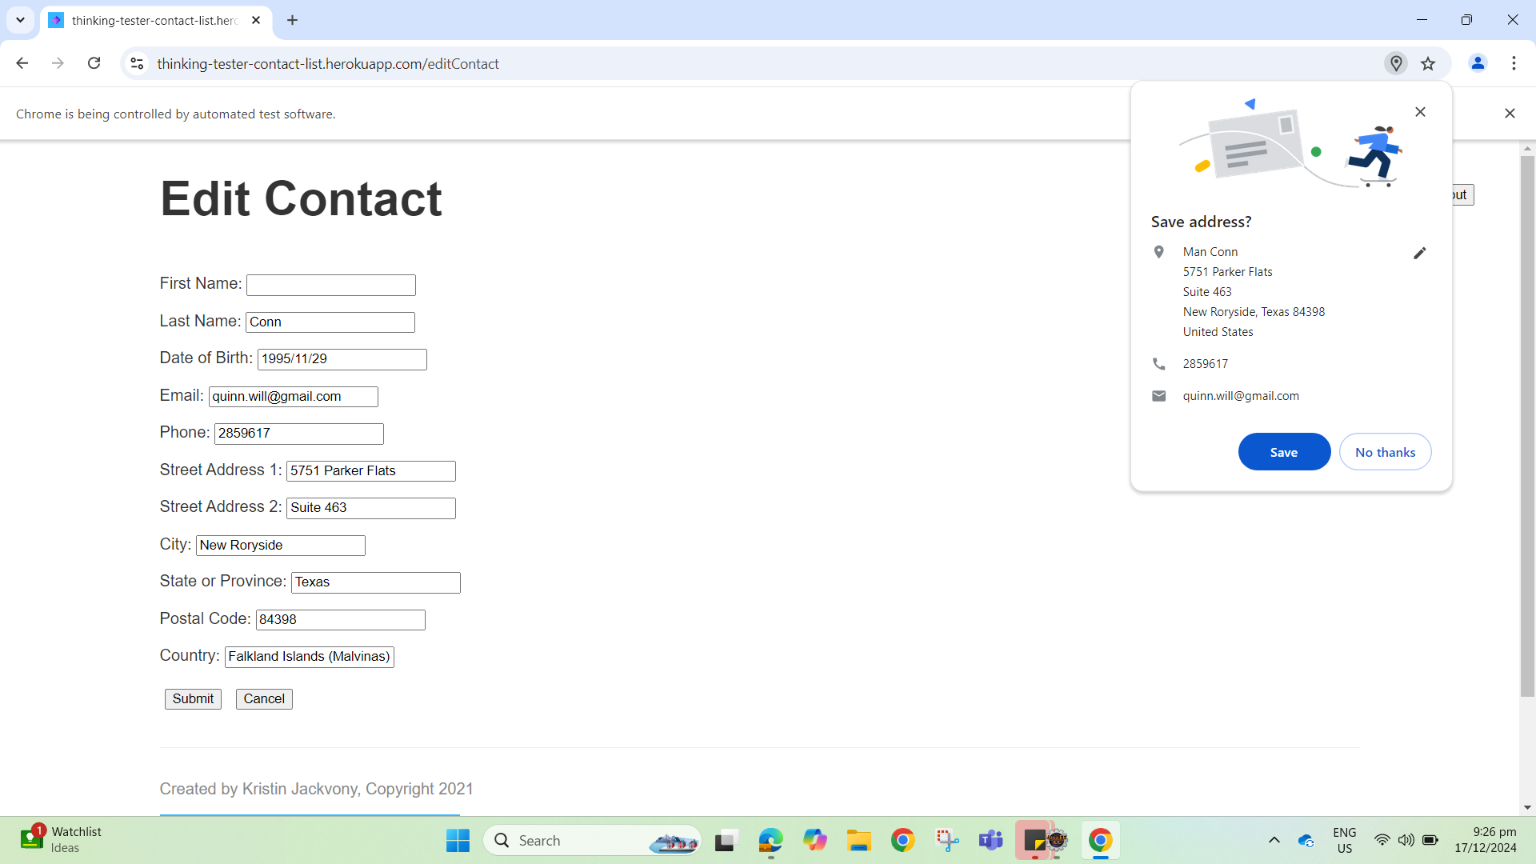 thinking-tester-contact-list.hero
thinking-tester-contact-list.herokuapp.com/editContact
Chrome is being controlled by automated test software.
Edit Contact
First Name:
Last Name: Conn
Date of Birth: 1995/11/29
Email: quinn.will@gmail.com
Phone: 2859617
Street Address 1: 5751 Parker Flats
Street Address 2: Suite 463
City: New Roryside
State or Province: Texas
Postal Code: 84398
Country: Falkland Islands (Malvinas)
Submit Cancel
Created by Kristin Jackvony, Copyright 2021
Save address?
Man Conn
5751 Parker Flats
Suite 463
New Roryside, Texas 84398
United States
2859617
quinn.will@gmail.com
Save No thanks
out
1
Watchlist
Ideas
Search
ENG
US
9:26 pm
17/12/2024